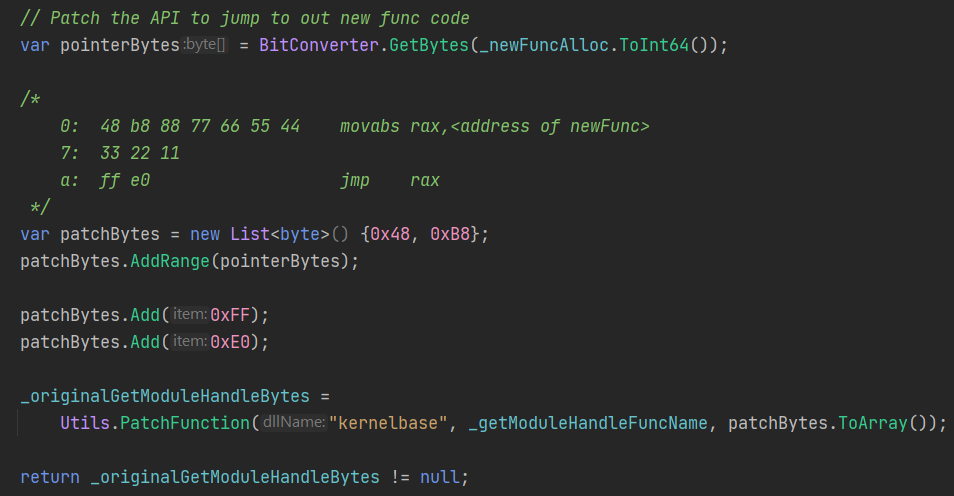 // Patch the API to jump to out new func code
var pointerBytes :byte[] = BitConverter.GetBytes(_newFuncAlloc.ToInt64());
/*
0: 48 b8 88 77 66 55 44 movabs rax,<address of newFunc>
7: 33 22 11
a: ff e0 jmp rax
*/
var patchBytes = new List<byte>() {0x48, 0xB8};
patchBytes.AddRange(pointerBytes);
patchBytes.Add( item: 0xFF);
patchBytes.Add( item: 0xE0);
_originalGetModuleHandleBytes =
Utils.PatchFunction( dllName: "kernelbase", _getModuleHandleFuncName, patchBytes.ToArray());
return _originalGetModuleHandleBytes != null;